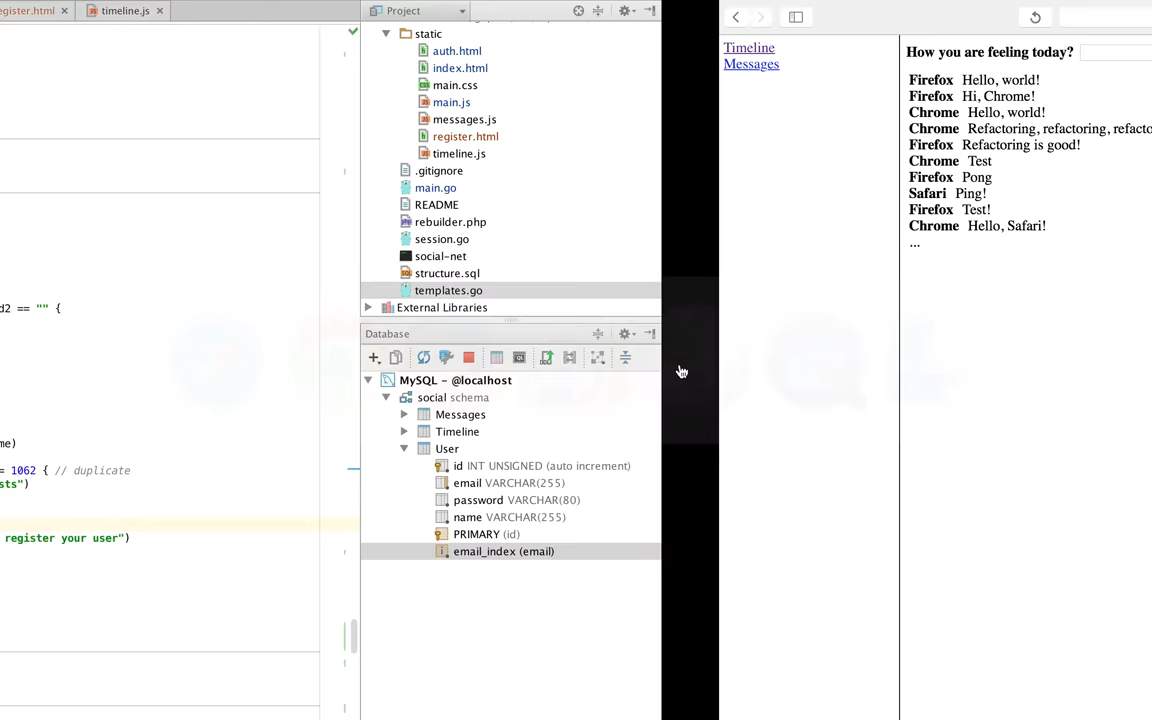 egister.html
timeline.js
d2 == "" {
me)
= 1062 { // duplicate
sts")
register your user")
Project
static
auth.html
index.html
main.css
main.js
messages.js
register.html
timeline.js
.gitignore
main.go
README
rebuilder.php
session.go
social-net
structure.sql
templates.go
External Libraries
Database
MySQL - @localhost
social schema
Messages
Timeline
User
id INT UNSIGNED (auto increment)
email VARCHAR(255)
password VARCHAR(80)
name VARCHAR(255)
PRIMARY (id)
email_index (email)
Timeline
Messages
How you are feeling today?
Firefox Hello, world!
Firefox Hi, Chrome!
Chrome Hello, world!
Chrome Refactoring, refactoring, refacto
Firefox Refactoring is good!
Chrome Test
Firefox Pong
Safari Ping!
Firefox Test!
Chrome Hello, Safari!
...